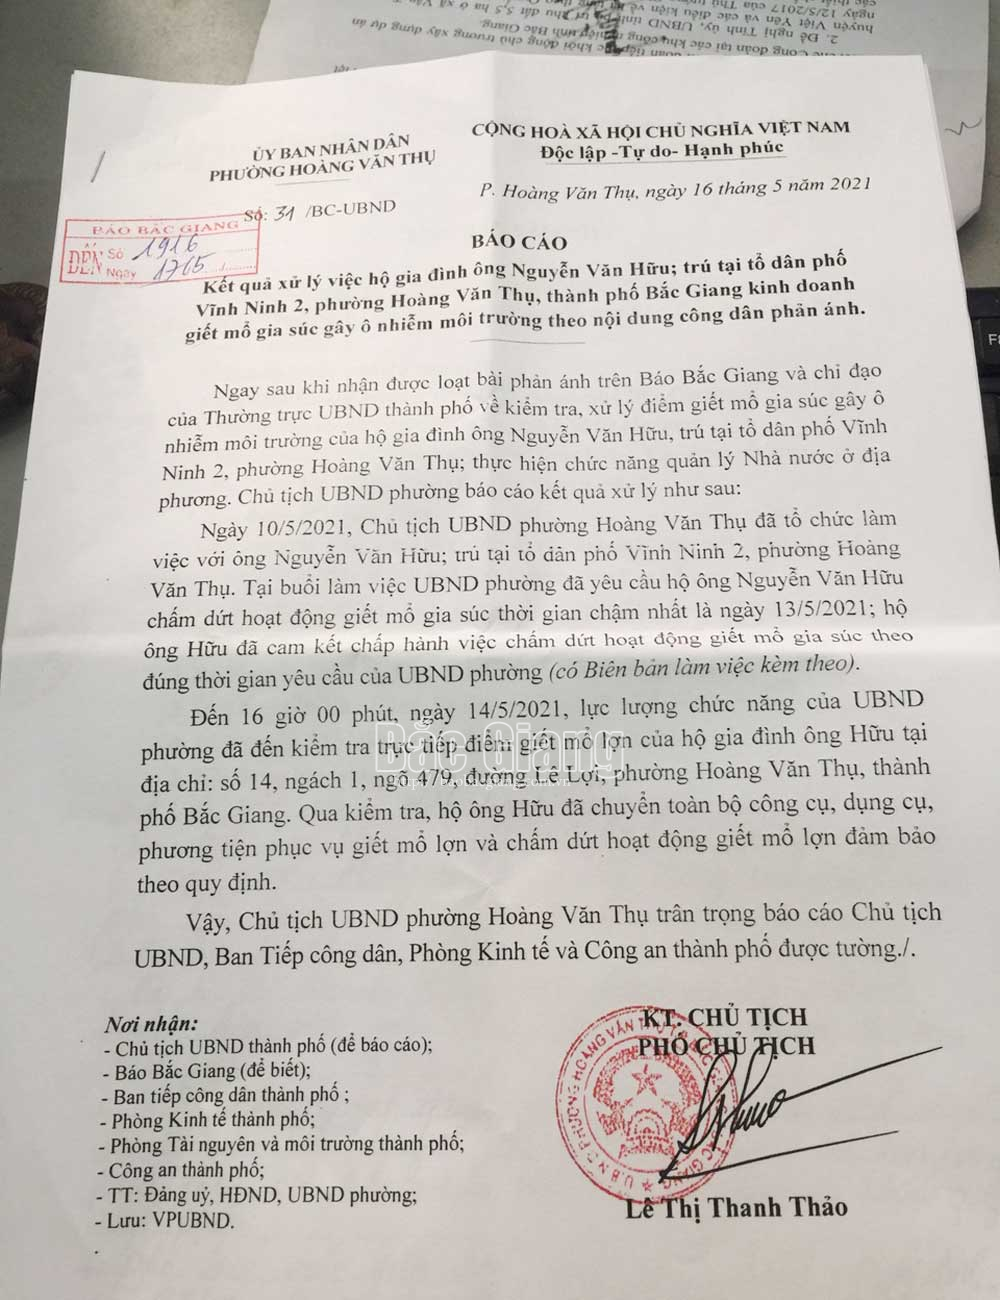 2. Đề nghị Tỉnh ủy, UBND tỉnh
ngày 12/5/2017 của Thủ
ỦY BAN NHÂN DÂN
PHƯỜNG HOÀNG VĂN THỤ
CỘNG HOÀ XÃ HỘI CHỦ NGHĨA VIỆT NAM
Độc lập -Tự do- Hạnh phúc
Số: 31 /BC-UBND
P. Hoàng Văn Thụ, ngày 16 tháng 5 năm 2021
BÁO BẮC GIANG
ĐẾN Số 1916
Ngày 17/5
BÁO CÁO
Kết quả xử lý việc hộ gia đình ông Nguyễn Văn Hữu; trú tại tổ dân phố
Vĩnh Ninh 2, phường Hoàng Văn Thụ, thành phố Bắc Giang kinh doanh
giết mổ gia súc gây ô nhiễm môi trường theo nội dung công dân phản ánh.
Ngay sau khi nhận được loạt bài phản ánh trên Báo Bắc Giang và chỉ đạo
của Thường trực UBND thành phố về kiểm tra, xử lý điểm giết mổ gia súc gây ô
nhiễm môi trường của hộ gia đình ông Nguyễn Văn Hữu, trú tại tổ dân phố Vĩnh
Ninh 2, phường Hoàng Văn Thụ; thực hiện chức năng quản lý Nhà nước ở địa
phương. Chủ tịch UBND phường báo cáo kết quả xử lý như sau:
Ngày 10/5/2021, Chủ tịch UBND phường Hoàng Văn Thụ đã tổ chức làm
việc với ông Nguyễn Văn Hữu; trú tại tổ dân phố Vĩnh Ninh 2, phường Hoàng
Văn Thụ. Tại buổi làm việc UBND phường đã yêu cầu hộ ông Nguyễn Văn Hữu
chấm dứt hoạt động giết mổ gia súc thời gian chậm nhất là ngày 13/5/2021; hộ
ông Hữu đã cam kết chấp hành việc chấm dứt hoạt động giết mổ gia súc theo
đúng thời gian yêu cầu của UBND phường (có Biên bản làm việc kèm theo).
Đến 16 giờ 00 phút, ngày 14/5/2021, lực lượng chức năng của UBND
phường đã đến kiểm tra trực tiếp điểm giết mổ lợn của hộ gia đình ông Hữu tại
địa chỉ: số 14, ngách 1, ngõ 479, đường Lê Lợi, phường Hoàng Văn Thụ, thành
phố Bắc Giang. Qua kiểm tra, hộ ông Hữu đã chuyển toàn bộ công cụ, dụng cụ,
phương tiện phục vụ giết mổ lợn và chấm dứt hoạt động giết mổ lợn đảm bảo
theo quy định.
Bắc Giang
Vậy, Chủ tịch UBND phường Hoàng Văn Thụ trân trọng báo cáo Chủ tịch
UBND, Ban Tiếp công dân, Phòng Kinh tế và Công an thành phố được tường./.
Nơi nhận:
- Chủ tịch UBND thành phố (để báo cáo);
- Báo Bắc Giang (để biết);
- Ban tiếp công dân thành phố ;
- Phòng Kinh tế thành phố;
- Phòng Tài nguyên và môi trường thành phố;
- Công an thành phố;
- TT: Đảng uỷ, HĐND, UBND phường;
- Lưu: VPUBND.
KT. CHỦ TỊCH
PHÓ CHỦ TỊCH
Lê Thị Thanh Thảo